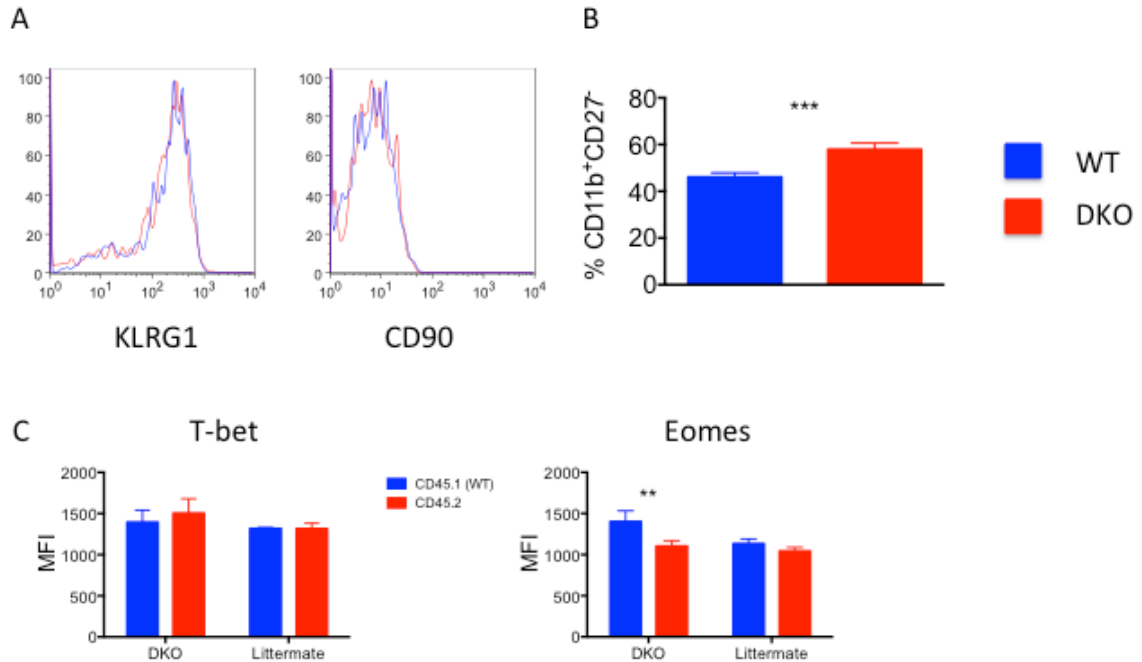 A
100
80
60
40
20
0
10^0 10^1 10^2 10^3 10^4
KLRG1
100
80
60
40
20
0
10^0 10^1 10^2 10^3 10^4
CD90
B
% CD11b^+CD27^-
80
60
40
20
0
***
WT
DKO
C
T-bet
MFI
2000
1500
1000
500
0
DKO Littermate
CD45.1 (WT)
CD45.2
Eomes
MFI
2000
1500
1000
500
0
**
DKO Littermate